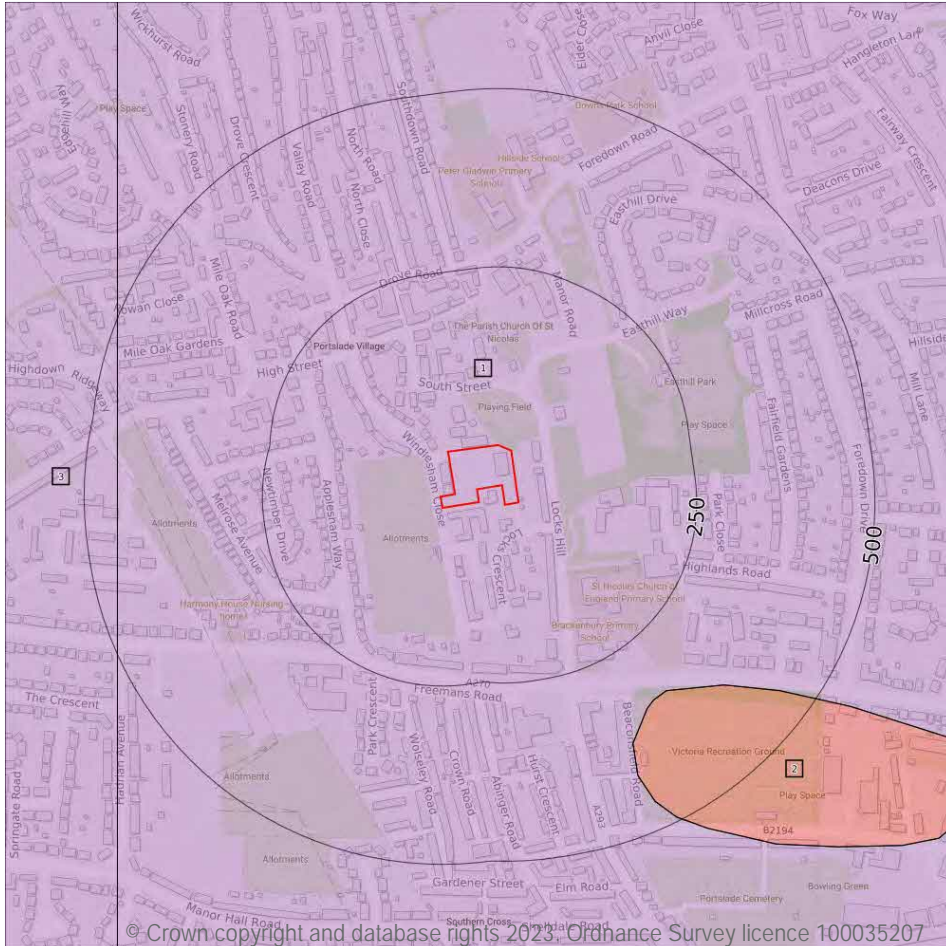 Fox Way
Wickhurst Road
Elder Close
Anvil Close
Hangleton Lane
Edgehill Way
Play Space
Stoney Road
Drove Crescent
Southdown Road
Downs Park School
Fairway Crescent
Valley Road
North Road
Foredown Road
Hillside School
Peter Gladwin Primary
School
Deacons Drive
North Close
Easthill Drive
Mile Oak Road
Drove Road
Manor Road
Rowan Close
Millcross Road
The Parish Church Of St
Nicolas
Easthill Way
Hillside
Mile Oak Gardens
Portslade Village
High Street
1
Highdown
Ridgeway
South Street
Easthill Park
Mill Lane
Playing Field
Play Space
Fairfield Gardens
Windlesham Close
3
Foredown Drive
Newtimber Drive
Applesham Way
Melrose Avenue
Allotments
Allotments
Locks Hill
Locks Crescent
Park Close
250
500
Highlands Road
St Nicolas Church of
England Primary School
Harmony House Nursing
Home
Brackenbury Primary
School
A270
Freemans Road
The Crescent
Park Crescent
Hadrian Avenue
Beaconsfield Road
Wolseley Road
Crown Road
Hurst Crescent
Abinger Road
Victoria Recreation Ground
2
Allotments
Springate Road
Play Space
A293
B2194
Allotments
Gardener Street
Elm Road
Bowling Green
Portslade Cemetery
Manor Hall Road
Southern Cross
Shelldale Road
© Crown copyright and database rights 2023. Ordnance Survey licence 100035207